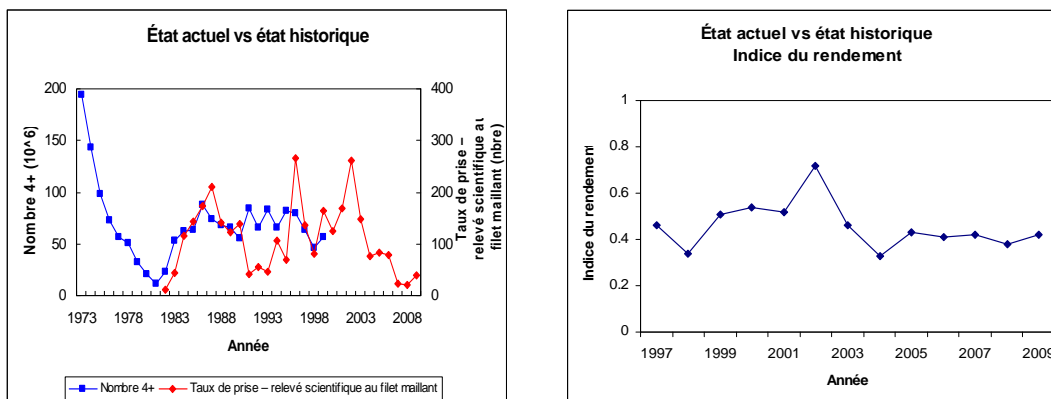 État actuel vs état historique
200
150
100
50
0
400
300
200
100
0
Nombre 4+ (10^6)
Taux de prise –
relevé scientifique au
filet maillant (nbre)
1973
1978
1983
1988
1993
1998
2003
2008
Année
Nombre 4+
Taux de prise – relevé scientifique au filet maillant
État actuel vs état historique
Indice du rendement
1
0.8
0.6
0.4
0.2
0
Indice du rendement
1997
1999
2001
2003
2005
2007
2009
Année